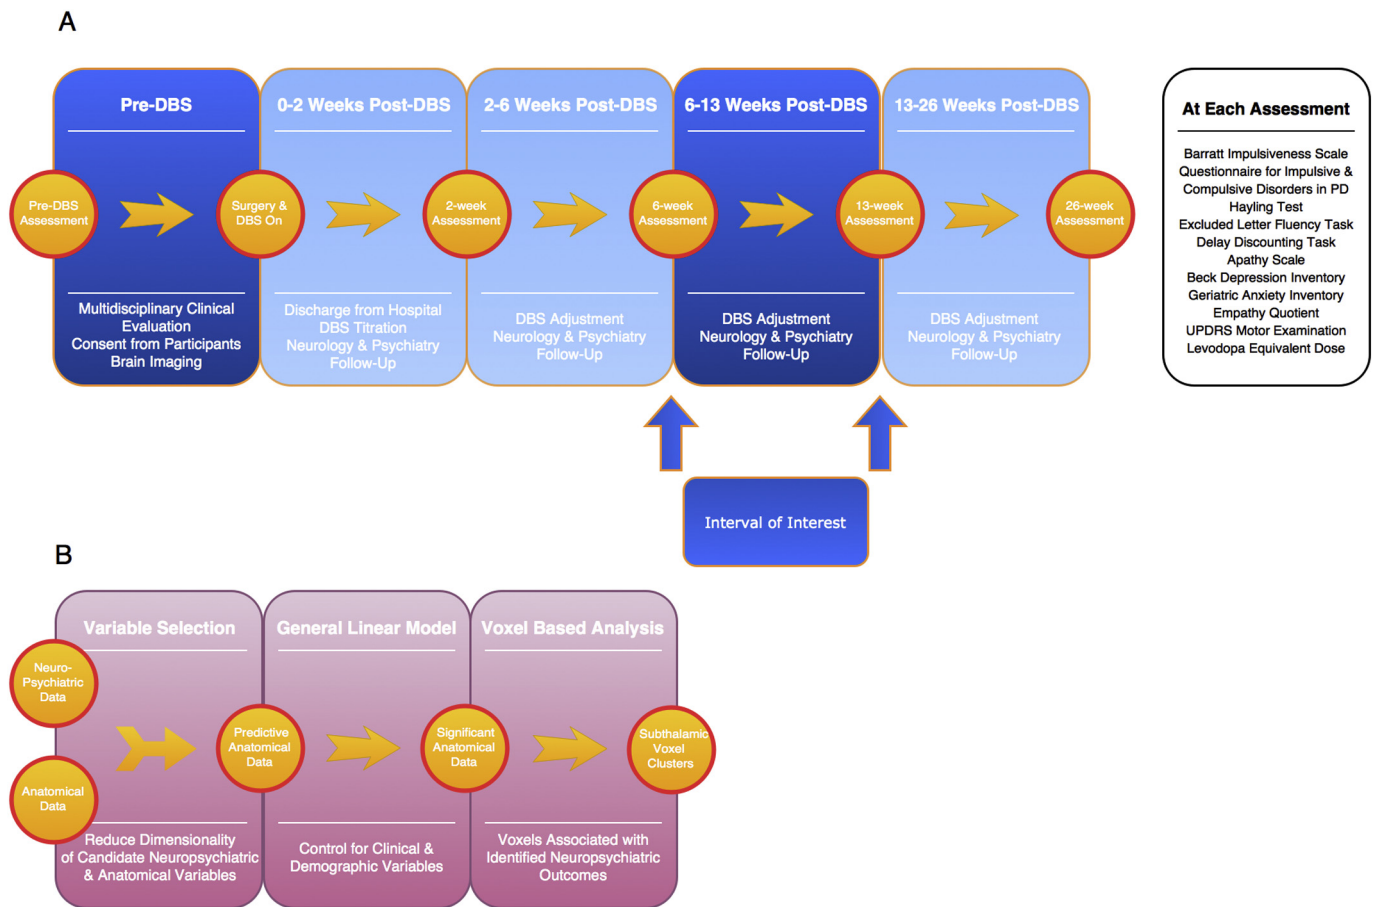 A
Pre-DBS
0-2 Weeks Post-DBS
2-6 Weeks Post-DBS
6-13 Weeks Post-DBS
13-26 Weeks Post-DBS
Pre-DBS
Assessment
Surgery &
DBS On
2-week
Assessment
6-week
Assessment
13-week
Assessment
26-week
Assessment
Multidisciplinary Clinical
Evaluation
Consent from Participants
Brain Imaging
Discharge from Hospital
DBS Titration
Neurology & Psychiatry
Follow-Up
DBS Adjustment
Neurology & Psychiatry
Follow-Up
DBS Adjustment
Neurology & Psychiatry
Follow-Up
DBS Adjustment
Neurology & Psychiatry
Follow-Up
At Each Assessment
Barratt Impulsiveness Scale
Questionnaire for Impulsive &
Compulsive Disorders in PD
Hayling Test
Excluded Letter Fluency Task
Delay Discounting Task
Apathy Scale
Beck Depression Inventory
Geriatric Anxiety Inventory
Empathy Quotient
UPDRS Motor Examination
Levodopa Equivalent Dose
Interval of Interest
B
Variable Selection
General Linear Model
Voxel Based Analysis
Neuro-
Psychiatric
Data
Anatomical
Data
Predictive
Anatomical
Data
Significant
Anatomical
Data
Subthalamic
Voxel
Clusters
Reduce Dimensionality
of Candidate Neuropsychiatric
& Anatomical Variables
Control for Clinical &
Demographic Variables
Voxels Associated with
Identified Neuropsychiatric
Outcomes